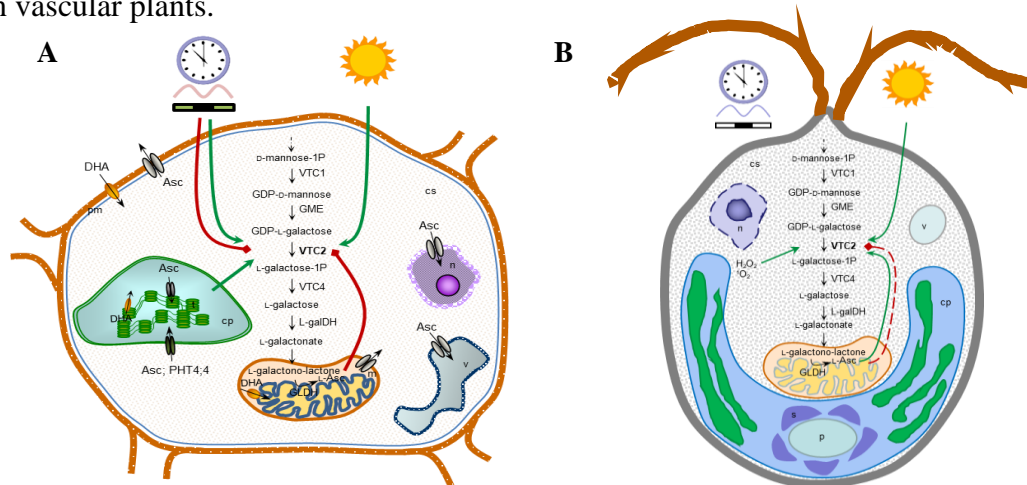 n vascular plants.
A
B
DHA
Asc
pm
cs
D-mannose-1P
VTC1
GDP-D-mannose
GME
GDP-L-galactose
VTC2
L-galactose-1P
VTC4
L-galactose
L-galDH
L-galactonate
L-galactono-lactone
L-Asc
GLDH
DHA
m
Asc
n
Asc
v
Asc
DHA
cp
Asc; PHT4;4
cs
D-mannose-1P
VTC1
GDP-D-mannose
GME
GDP-L-galactose
VTC2
L-galactose-1P
VTC4
L-galactose
L-galDH
L-galactonate
L-galactono-lactone
L-Asc
GLDH
n
H₂O₂
¹O₂
v
cp
s
p